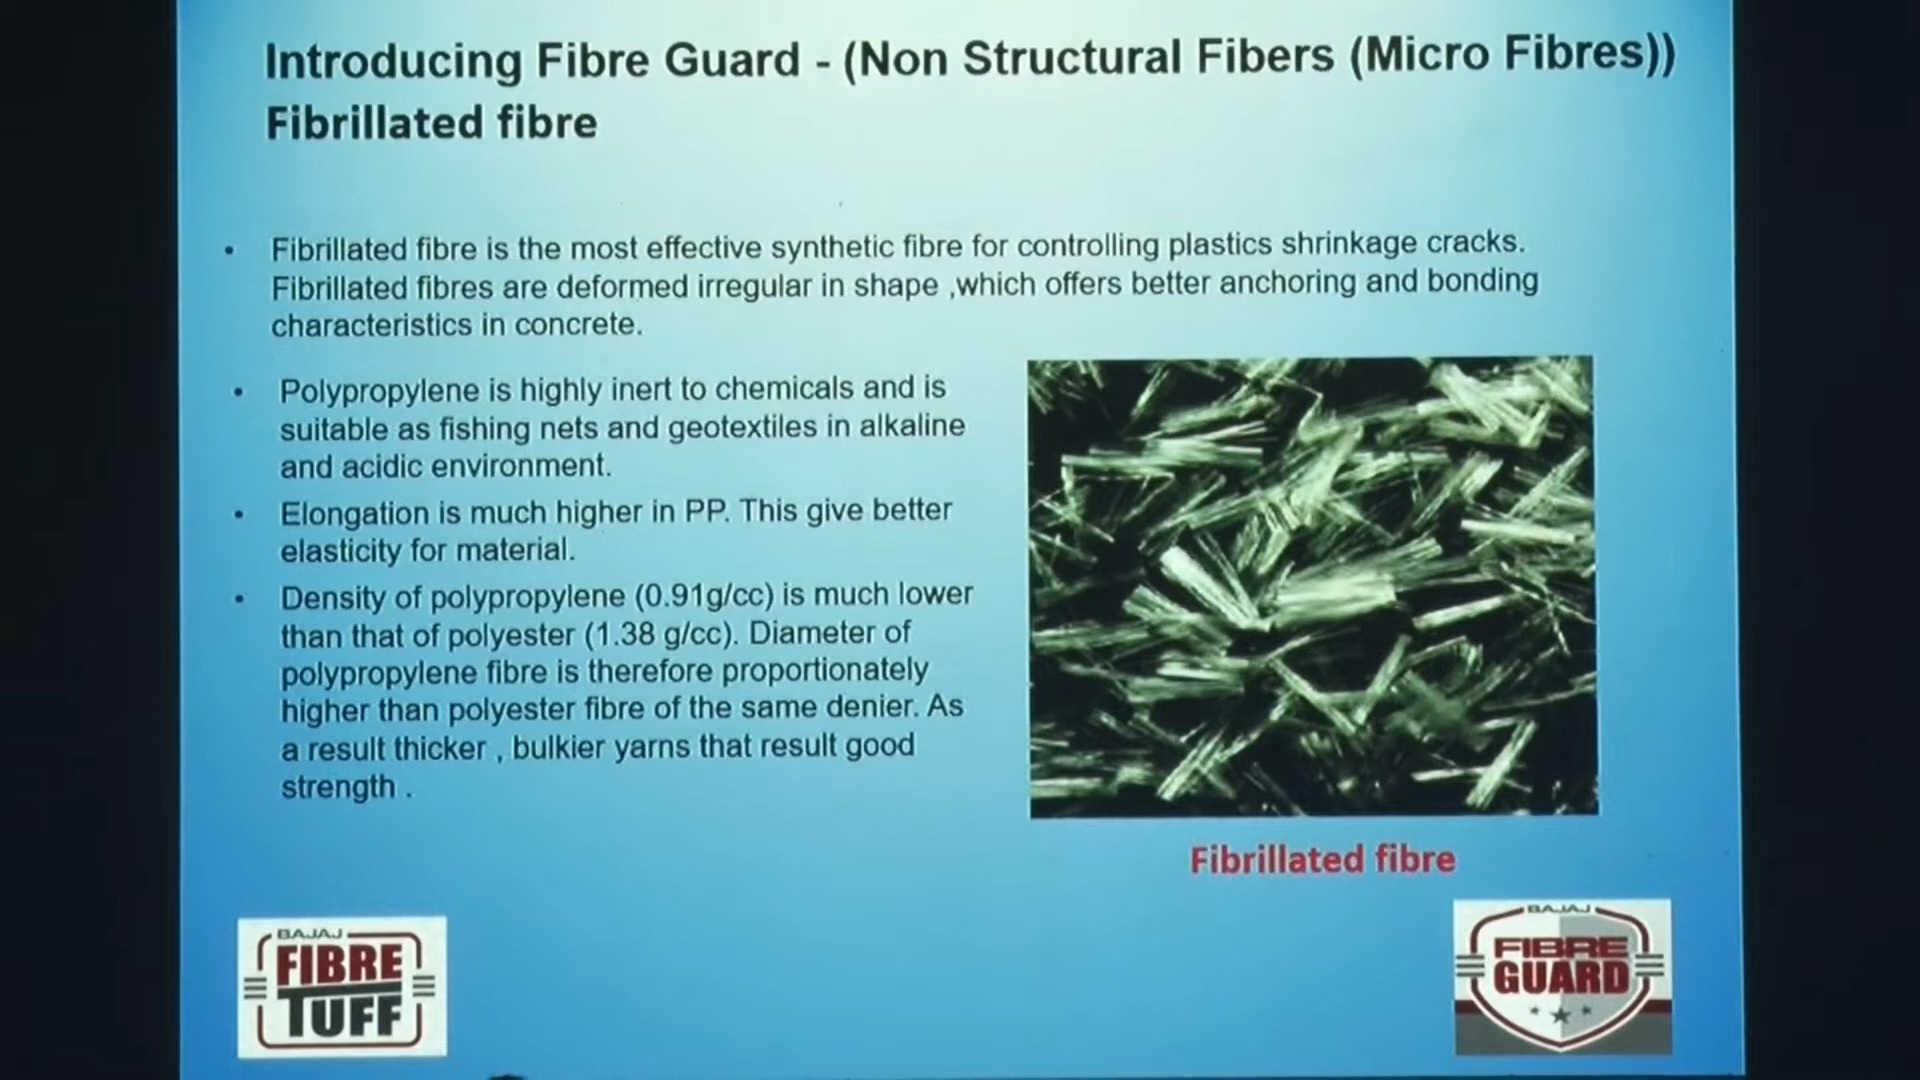 Introducing Fibre Guard - (Non Structural Fibers (Micro Fibres))
Fibrillated fibre
• Fibrillated fibre is the most effective synthetic fibre for controlling plastics shrinkage cracks.
Fibrillated fibres are deformed irregular in shape ,which offers better anchoring and bonding
characteristics in concrete.
• Polypropylene is highly inert to chemicals and is
suitable as fishing nets and geotextiles in alkaline
and acidic environment.
• Elongation is much higher in PP. This give better
elasticity for material.
• Density of polypropylene (0.91g/cc) is much lower
than that of polyester (1.38 g/cc). Diameter of
polypropylene fibre is therefore proportionately
higher than polyester fibre of the same denier. As
a result thicker , bulkier yarns that result good
strength .
Fibrillated fibre
BAJAJ
FIBRE
TUFF
BAJAJ
FIBRE
GUARD